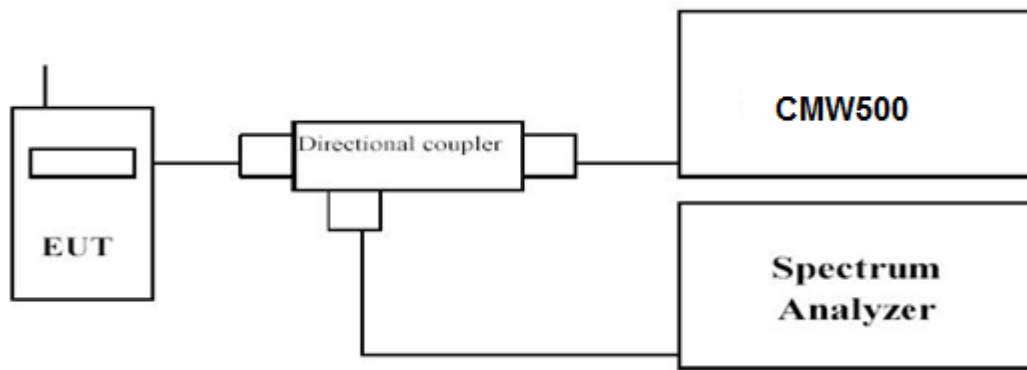 CMW500
Directional coupler
EUT
Spectrum
Analyzer